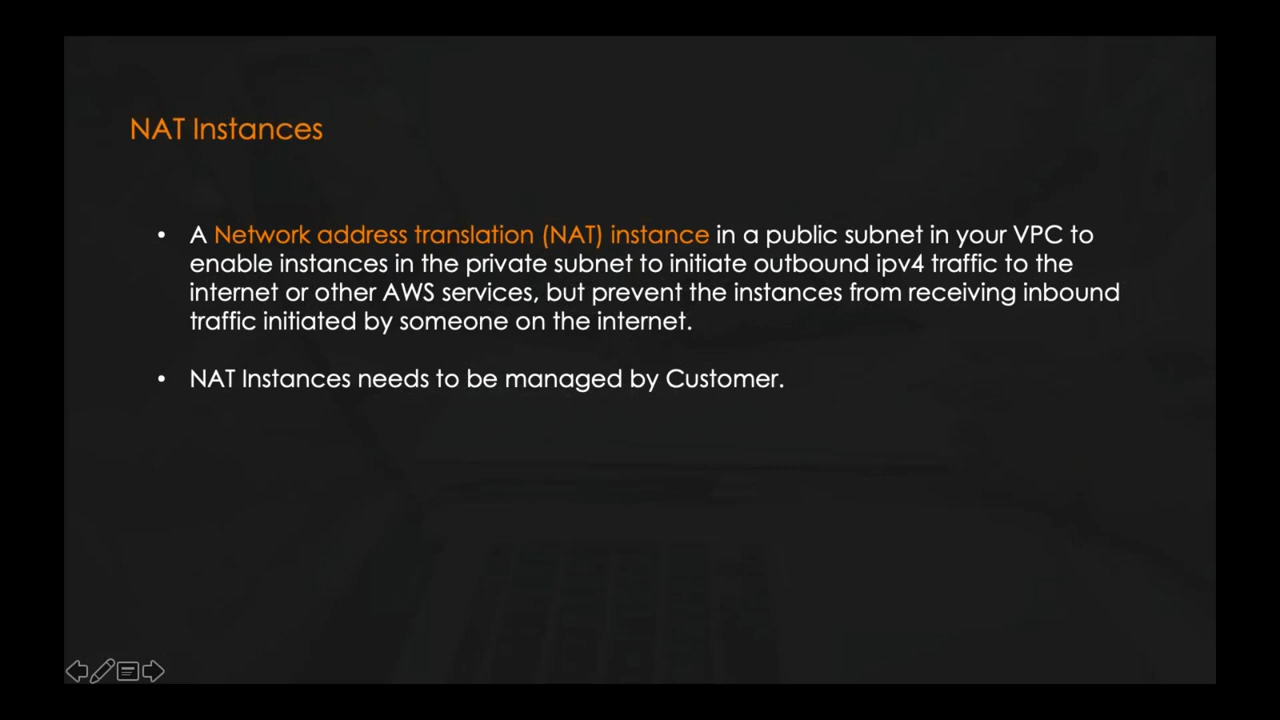 NAT Instances
• A Network address translation (NAT) instance in a public subnet in your VPC to
enable instances in the private subnet to initiate outbound ipv4 traffic to the
internet or other AWS services, but prevent the instances from receiving inbound
traffic initiated by someone on the internet.
• NAT Instances needs to be managed by Customer.